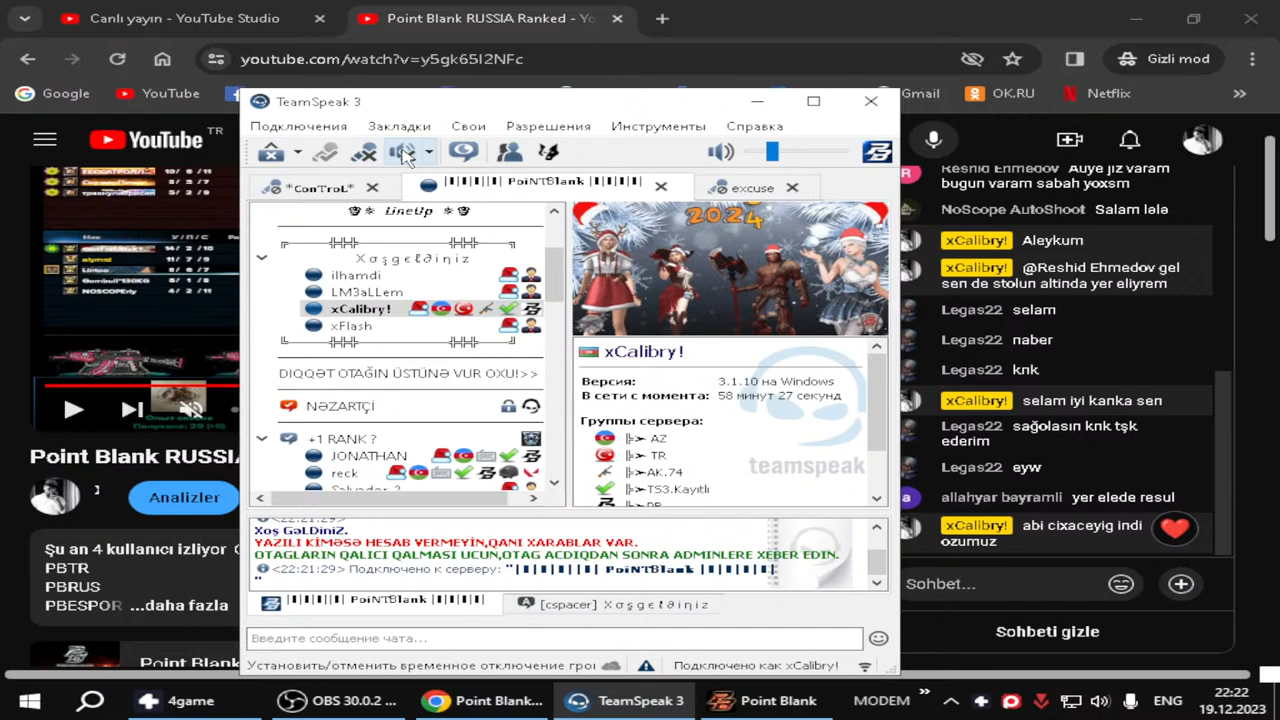 Canlı yayın - YouTube Studio
Point Blank RUSSIA Ranked - Yo
youtube.com/watch?v=y5gk65I2NFc
Gizli mod
Google
YouTube
Gmail
OK.RU
Netflix
TeamSpeak 3
Подключения Закладки Свои Разрешения Инструменты Справка
YouTube TR
*ConTroL*
PoiNTBlank
excuse
LineUp
X σ ş g є ℓ ∂ i η i z
ilhamdi
LM3aLLem
xCalibry!
xFlash
DIQQƏT OTAĞIN ÜSTÜNƏ VUR OXU!>>
NƏZARTÇİ
+1 RANK ?
JONATHAN
reck
2024
xCalibry!
Версия: 3.1.10 на Windows
В сети с момента: 58 минут 27 секунд
Группы сервера:
AZ
TR
AK.74
TS3.Kayıtlı
teamspeak
<22:21:29>
Xoş GəLDiniZ.
YAZILI KİMƏSƏ HESAB VERMEYİN,QANI XARABLAR VAR.
OTAGLARIN QALICI QALMASI UCUN,OTAG ACDIQDAN SONRA ADMINLERE XEBER EDIN.
<22:21:29> Подключено к серверу: "PoiNTBlank
"
PoiNTBlank
[cspacer] X σ ş g є ℓ ∂ i η i z
Введите сообщение чата...
Установить/отменить временное отключение гро
Подключено как xCalibry!
Point Blank RUSSIA
Analizler
Şu an 4 kullanıcı izliyor
PBTR
PBRUS
PBESPOR ...daha fazla
Point Blank
Reshid Ehmedov Auye jiz varam
bugun varam sabah yoxsm
NoScope AutoShoot Salam lələ
xCalibry! Aleykum
xCalibry! @Reshid Ehmedov gel
sen de stolun altinda yer eliyrem
Legas22 selam
Legas22 naber
Legas22 knk
xCalibry! selam iyi kanka sen
Legas22 sağolasın knk tşk
ederim
Legas22 eyw
allahyar bayramli yer elede resul
xCalibry! abi cixaceyig indi
ozumuz
Sohbet...
Sohbeti gizle
4game
OBS 30.0.2 ...
Point Blank...
TeamSpeak 3
Point Blank
MODEM
ENG
22:22
19.12.2023